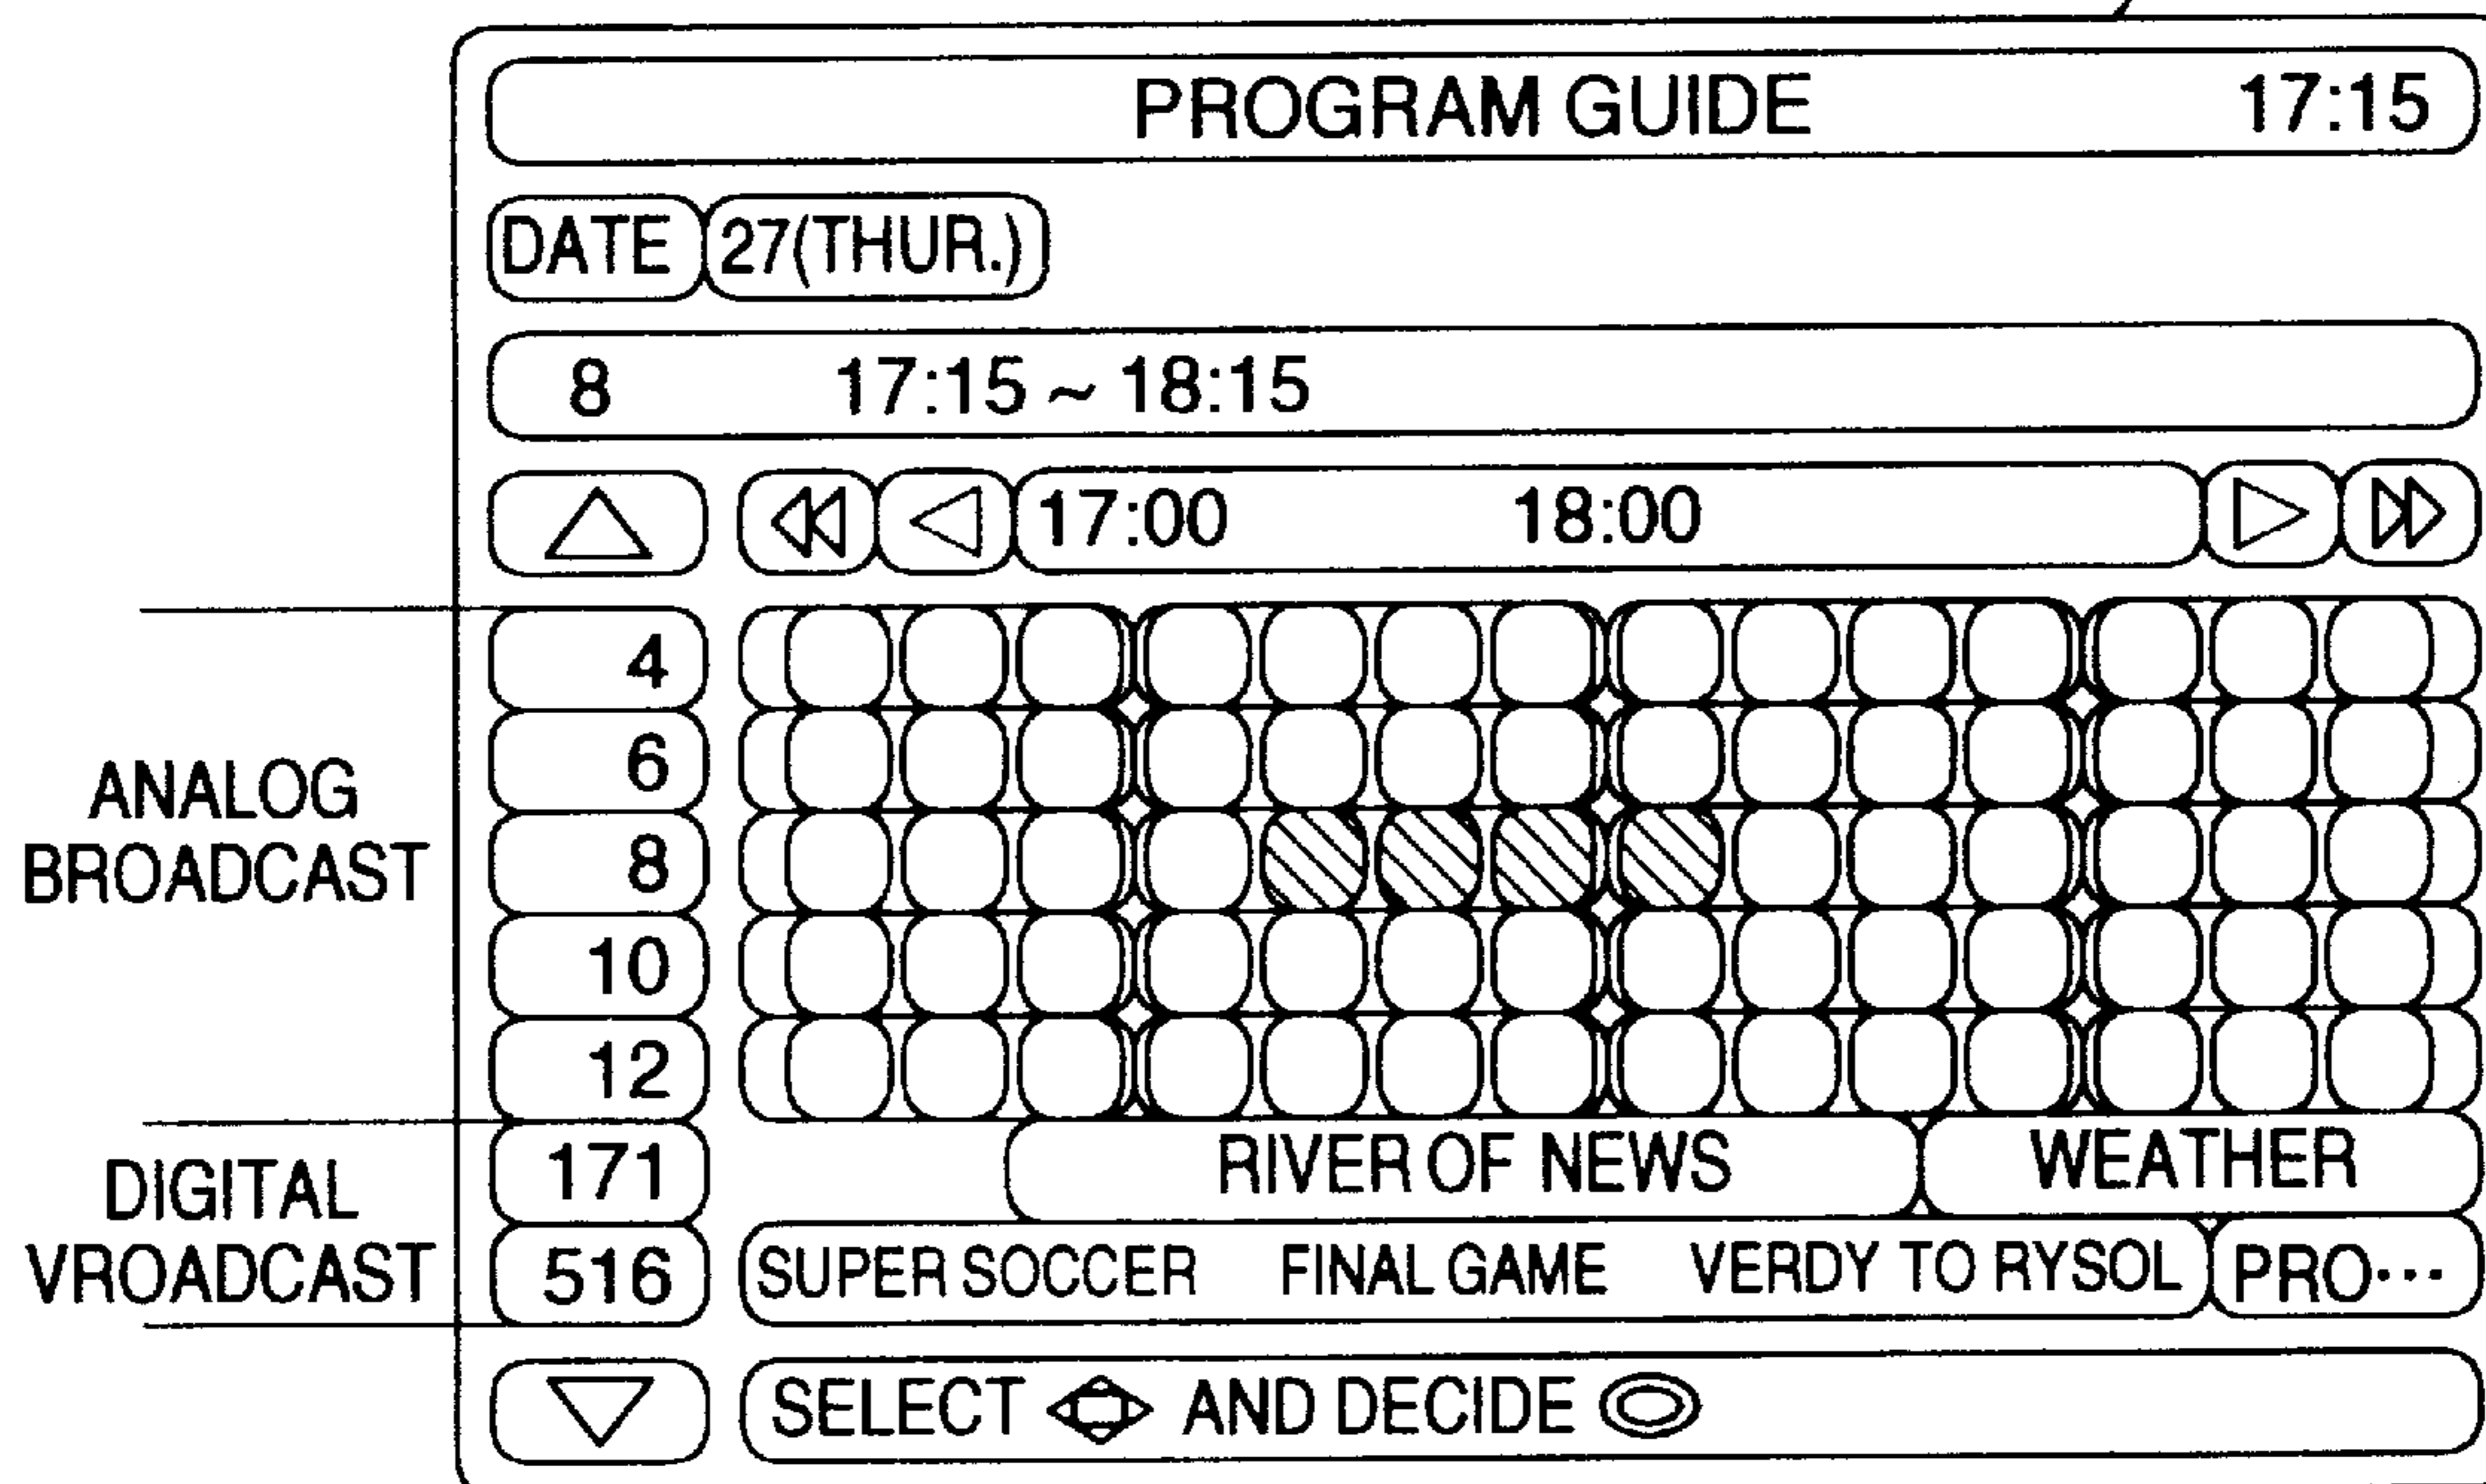 PROGRAM GUIDE 17:15
DATE 27(THUR.)
8 17:15 ~ 18:15
17:00 18:00
ANALOG
BROADCAST
4
6
8
10
12
DIGITAL
VROADCAST
171 RIVER OF NEWS WEATHER
516 SUPER SOCCER FINAL GAME VERDY TO RYSOL PRO···
SELECT AND DECIDE